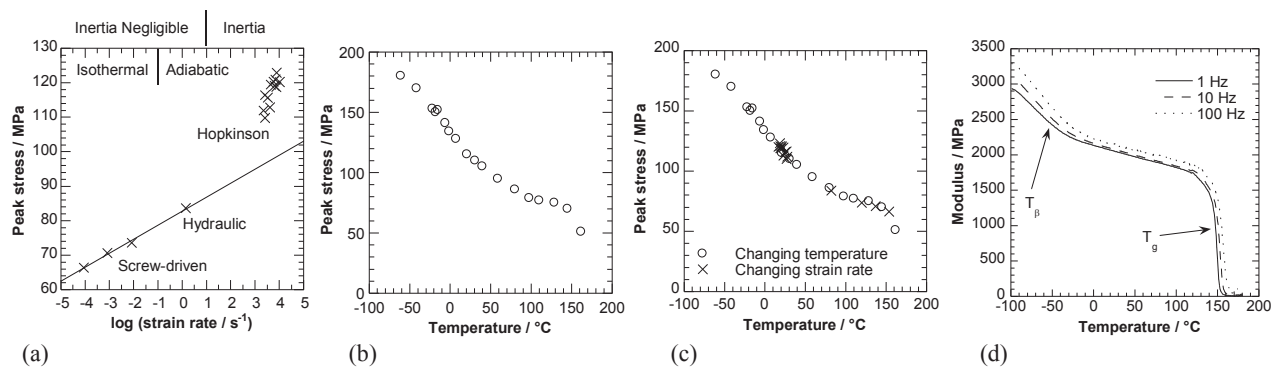 Inertia Negligible Inertia
Isothermal Adiabatic
Hopkinson
Hydraulic
Screw-driven
130
120
110
100
90
80
70
60
-5 -4 -3 -2 -1 0 1 2 3 4 5
Peak stress / MPa
log (strain rate / s-1)
(a)
200
150
100
50
0
-100 -50 0 50 100 150 200
Peak stress / MPa
Temperature / °C
(b)
200
150
100
50
0
Changing temperature
Changing strain rate
-100 -50 0 50 100 150 200
Peak stress / MPa
Temperature / °C
(c)
3500
3000
2500
2000
1500
1000
500
0
1 Hz
10 Hz
100 Hz
Tβ
Tg
-100 -50 0 50 100 150 200
Modulus / MPa
Temperature / °C
(d)